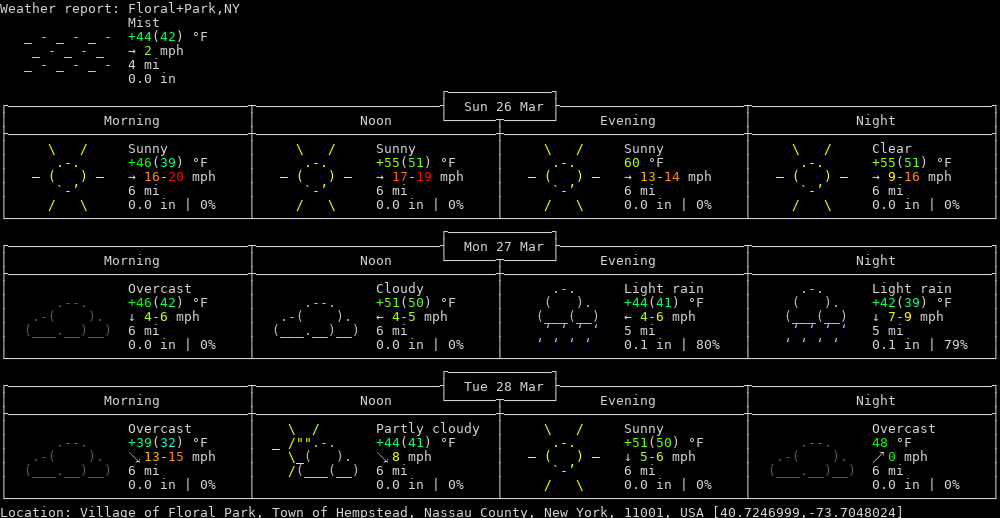 Weather report: Floral+Park,NY
Mist
+44(42) °F
→ 2 mph
4 mi
0.0 in
Sun 26 Mar
Morning Noon Evening Night
Sunny Sunny Sunny Clear
+46(39) °F +55(51) °F 60 °F +55(51) °F
→ 16-20 mph → 17-19 mph → 13-14 mph → 9-16 mph
6 mi 6 mi 6 mi 6 mi
0.0 in | 0% 0.0 in | 0% 0.0 in | 0% 0.0 in | 0%
Mon 27 Mar
Morning Noon Evening Night
Overcast Cloudy Light rain Light rain
+46(42) °F +51(50) °F +44(41) °F +42(39) °F
↓ 4-6 mph ← 4-5 mph ← 4-6 mph ↓ 7-9 mph
6 mi 6 mi 5 mi 5 mi
0.0 in | 0% 0.0 in | 0% 0.1 in | 80% 0.1 in | 79%
Tue 28 Mar
Morning Noon Evening Night
Overcast Partly cloudy Sunny Overcast
+39(32) °F +44(41) °F +51(50) °F 48 °F
↘ 13-15 mph ↘ 8 mph ↓ 5-6 mph ↗ 0 mph
6 mi 6 mi 6 mi 6 mi
0.0 in | 0% 0.0 in | 0% 0.0 in | 0% 0.0 in | 0%
Location: Village of Floral Park, Town of Hempstead, Nassau County, New York, 11001, USA [40.7246999,-73.7048024]